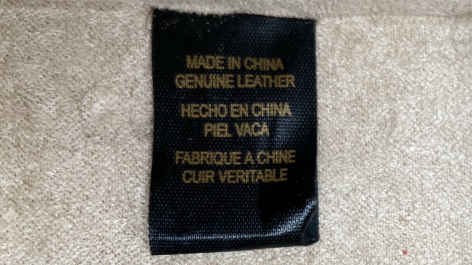 MADE IN CHINA
GENUINE LEATHER
HECHO EN CHINA
PIEL VACA
FABRIQUE A CHINE
CUIR VERITABLE